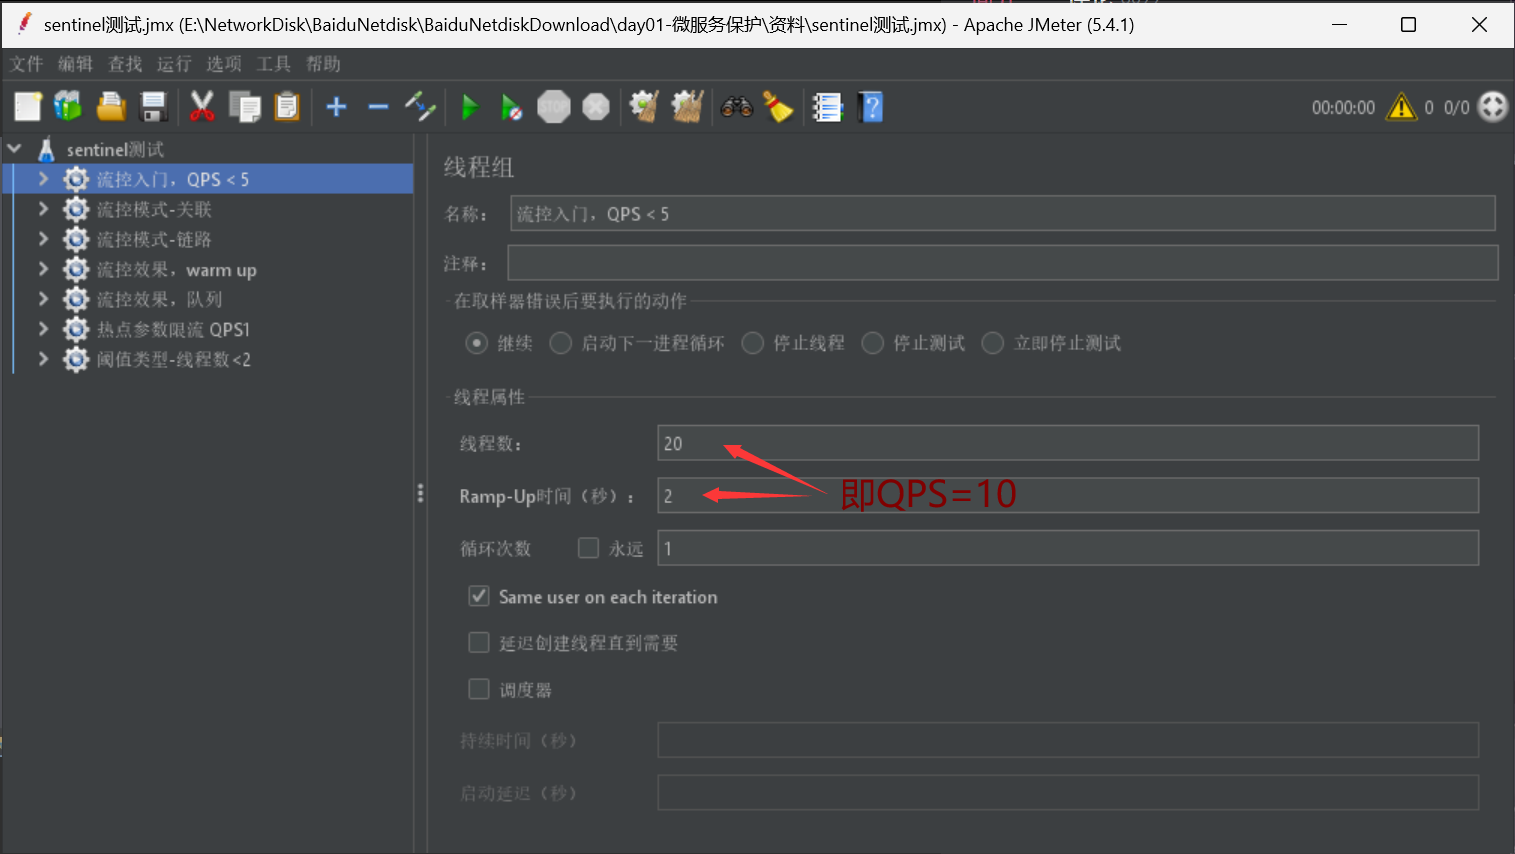 sentinel测试.jmx (E:\NetworkDisk\BaiduNetdisk\BaiduNetdiskDownload\day01-微服务保护\资料\sentinel测试.jmx) - Apache JMeter (5.4.1)
文件 编辑 查找 运行 选项 工具 帮助
STOP
00:00:00 0 0/0
sentinel测试
流控入门，QPS < 5
流控模式-关联
流控模式-链路
流控效果，warm up
流控效果，队列
热点参数限流 QPS1
阈值类型-线程数<2
线程组
名称： 流控入门，QPS < 5
注释：
在取样器错误后要执行的动作
继续 启动下一进程循环 停止线程 停止测试 立即停止测试
线程属性
线程数： 20
Ramp-Up时间（秒）： 2 即QPS=10
循环次数 永远 1
Same user on each iteration
延迟创建线程直到需要
调度器
持续时间（秒）
启动延迟（秒）